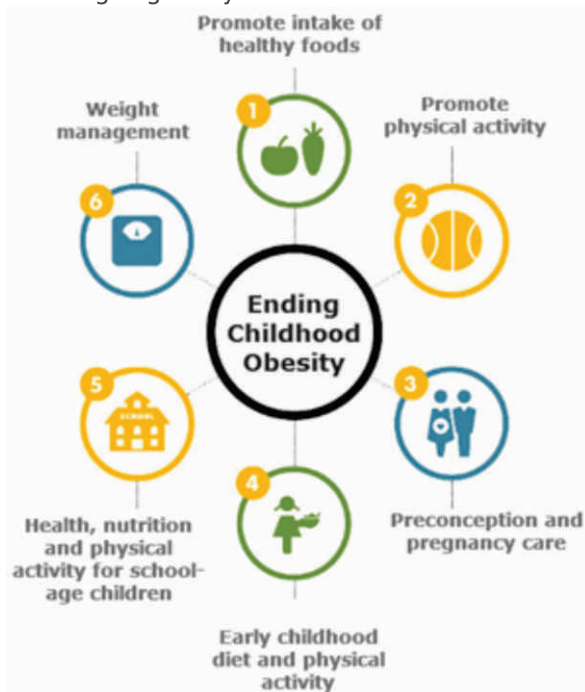 Promote intake of
healthy foods
1
Promote
physical activity
2
Ending
Childhood
Obesity
3
Preconception and
pregnancy care
4
Early childhood
diet and physical
activity
5
SCHOOL
Health, nutrition
and physical
activity for school-
age children
6
Weight
management